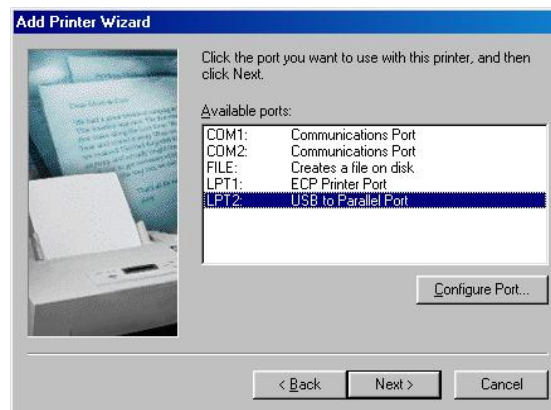 Add Printer Wizard
Click the port you want to use with this printer, and then
click Next.
Available ports:
COM1: Communications Port
COM2: Communications Port
FILE: Creates a file on disk
LPT1: ECP Printer Port
LPT2: USB to Parallel Port
Configure Port...
< Back Next > Cancel